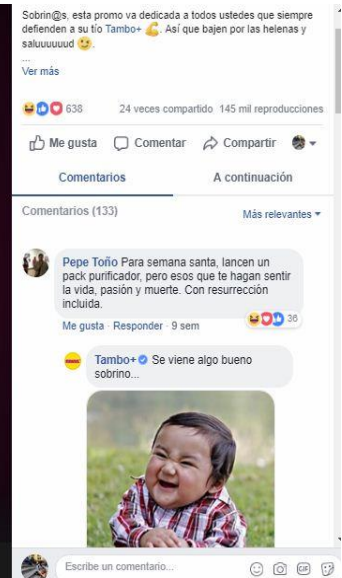 Sobrin@s, esta promo va dedicada a todos ustedes que siempre
defienden a su tío Tambo+ 💪. Así que bajen por las helenas y
saluuuuuud 😉.
...
Ver más
638
24 veces compartido 145 mil reproducciones
Me gusta Comentar Compartir
Comentarios A continuación
Comentarios (133) Más relevantes
Pepe Toño Para semana santa, lancen un
pack purificador, pero esos que te hagan sentir
la vida, pasión y muerte. Con resurrección
incluida.
36
Me gusta · Responder · 9 sem
Tambo+ Se viene algo bueno
sobrino...
Escribe un comentario...
GIF